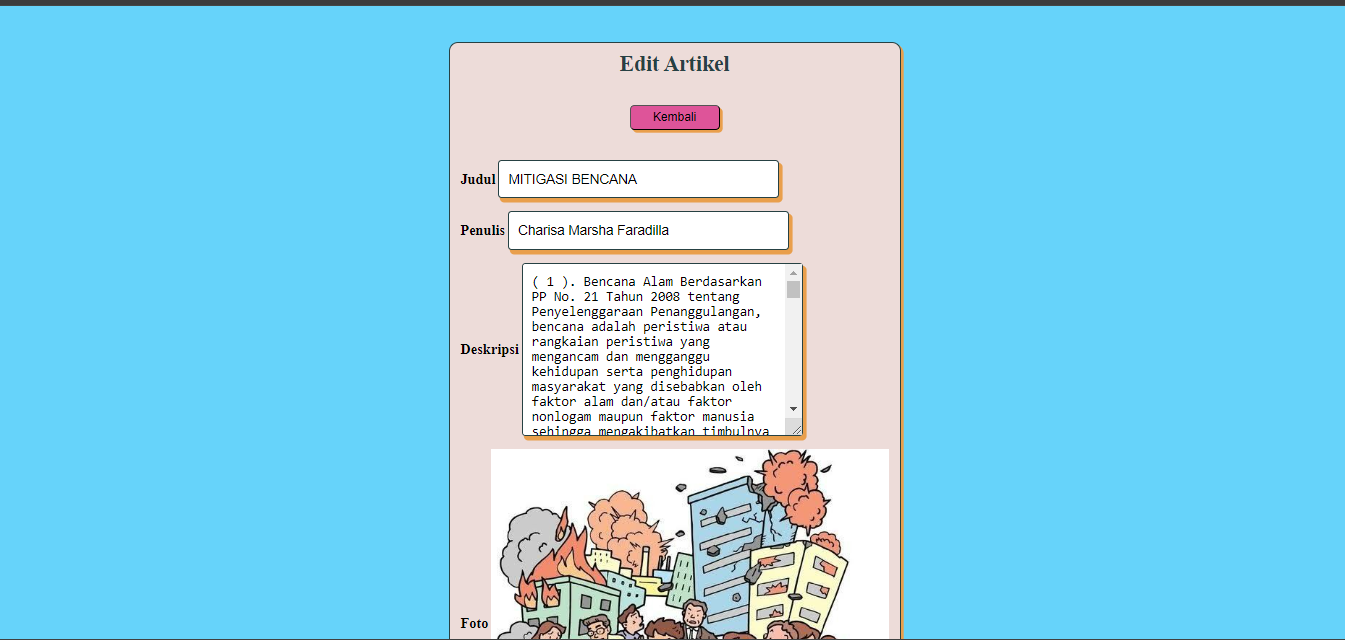 Edit Artikel
Kembali
Judul MITIGASI BENCANA
Penulis Charisa Marsha Faradilla
( 1 ). Bencana Alam Berdasarkan
PP No. 21 Tahun 2008 tentang
Penyelenggaraan Penanggulangan,
bencana adalah peristiwa atau
rangkaian peristiwa yang
Deskripsi mengancam dan mengganggu
kehidupan serta penghidupan
masyarakat yang disebabkan oleh
faktor alam dan/atau faktor
nonlogam maupun faktor manusia
sehingga mengakibatkan timbulnya
Foto